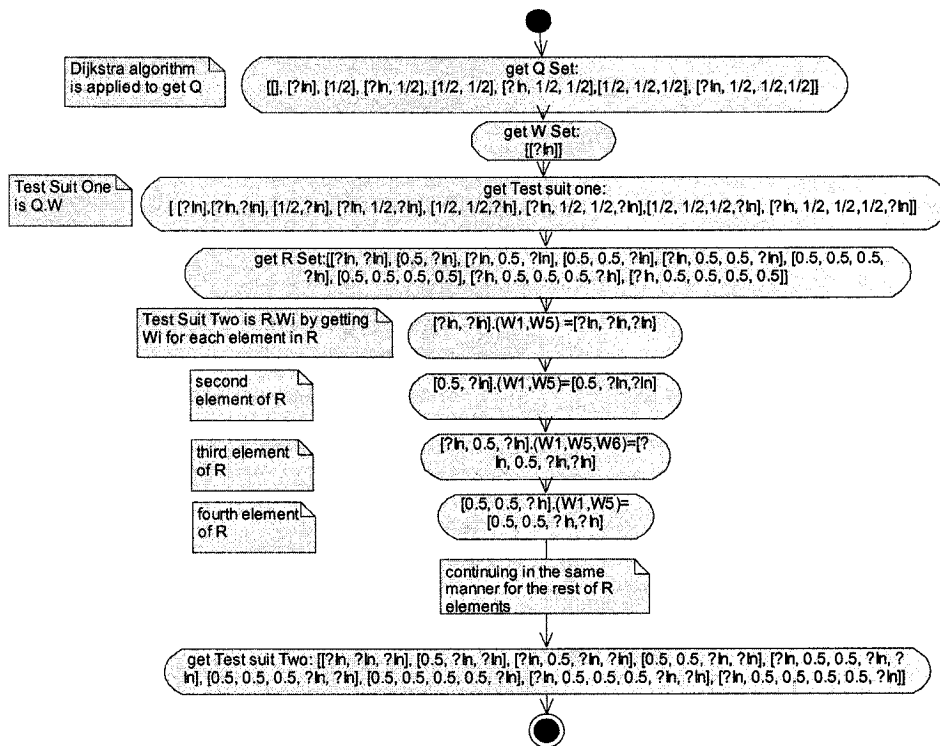 Dijkstra algorithm
is applied to get Q
get Q Set:
[[], [?In], [1/2], [?In, 1/2], [1/2, 1/2], [?In, 1/2, 1/2],[1/2, 1/2,1/2], [?In, 1/2, 1/2,1/2]]
get W Set:
[[?In]]
Test Suit One
is Q.W
get Test suit one:
[ [?In],[?In,?In], [1/2,?In], [?In, 1/2,?In], [1/2, 1/2,?In], [?In, 1/2, 1/2,?In],[1/2, 1/2,1/2,?In], [?In, 1/2, 1/2,1/2,?In]]
get R Set:[[?In, ?In], [0.5, ?In], [?In, 0.5, ?In], [0.5, 0.5, ?In], [?In, 0.5, 0.5, ?In], [0.5, 0.5, 0.5,
?In], [0.5, 0.5, 0.5, 0.5], [?In, 0.5, 0.5, 0.5, ?In], [?In, 0.5, 0.5, 0.5, 0.5]]
Test Suit Two is R.Wi by getting
Wi for each element in R
[?In, ?In].(W1,W5) =[?In, ?In,?In]
second
element of R
[0.5, ?In].(W1,W5)=[0.5, ?In,?In]
third element
of R
[?In, 0.5, ?In].(W1,W5,W6)=[?
In, 0.5, ?In,?In]
fourth element
of R
[0.5, 0.5, ?In].(W1,W5)=
[0.5, 0.5, ?In,?In]
continuing in the same
manner for the rest of R
elements
get Test suit Two: [[?In, ?In, ?In], [0.5, ?In, ?In], [?In, 0.5, ?In, ?In], [0.5, 0.5, ?In, ?In], [?In, 0.5, 0.5, ?In, ?
In], [0.5, 0.5, 0.5, ?In, ?In], [0.5, 0.5, 0.5, 0.5, ?In], [?In, 0.5, 0.5, 0.5, ?In, ?In], [?In, 0.5, 0.5, 0.5, 0.5, ?In]]